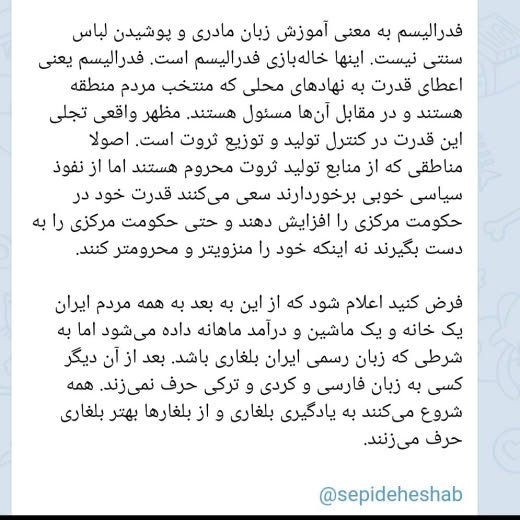 فدرالیسم به معنی آموزش زبان مادری و پوشیدن لباس
سنتی نیست. اینها خاله‌بازی فدرالیسم است. فدرالیسم یعنی
اعطای قدرت به نهادهای محلی که منتخب مردم منطقه
هستند و در مقابل آن‌ها مسئول هستند. مظهر واقعی تجلی
این قدرت در کنترل تولید و توزیع ثروت است. اصولا
مناطقی که از منابع تولید ثروت محروم هستند اما از نفوذ
سیاسی خوبی برخوردارند سعی می‌کنند قدرت خود در
حکومت مرکزی را افزایش دهند و حتی حکومت مرکزی را به
دست بگیرند نه اینکه خود را منزویتر و محرومتر کنند.
فرض کنید اعلام شود که از این به بعد به همه مردم ایران
یک خانه و یک ماشین و درآمد ماهانه داده می‌شود اما به
شرطی که زبان رسمی ایران بلغاری باشد. بعد از آن دیگر
کسی به زبان فارسی و کردی و ترکی حرف نمی‌زند. همه
شروع می‌کنند به یادگیری بلغاری و از بلغارها بهتر بلغاری
حرف می‌زنند.
@sepideheshab